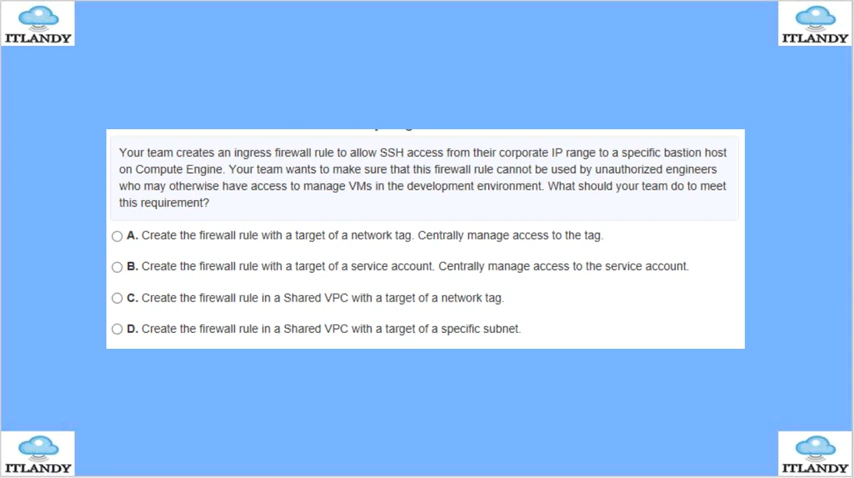 ITLANDY
ITLANDY
Your team creates an ingress firewall rule to allow SSH access from their corporate IP range to a specific bastion host
on Compute Engine. Your team wants to make sure that this firewall rule cannot be used by unauthorized engineers
who may otherwise have access to manage VMs in the development environment. What should your team do to meet
this requirement?
A. Create the firewall rule with a target of a network tag. Centrally manage access to the tag.
B. Create the firewall rule with a target of a service account. Centrally manage access to the service account.
C. Create the firewall rule in a Shared VPC with a target of a network tag.
D. Create the firewall rule in a Shared VPC with a target of a specific subnet.
ITLANDY
ITLANDY